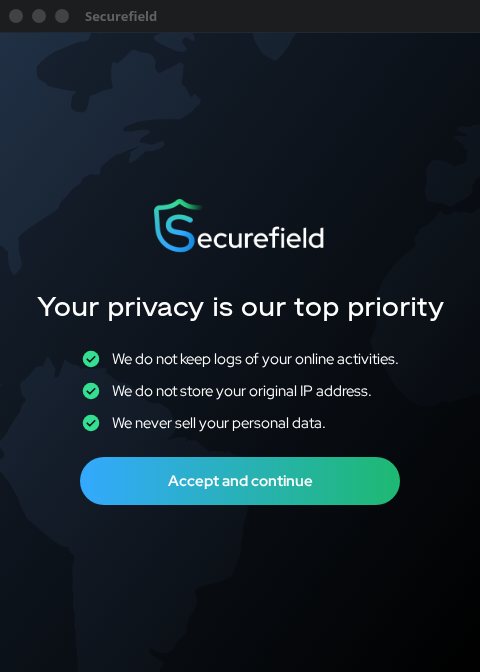 Securefield
Securefield
Your privacy is our top priority
We do not keep logs of your online activities.
We do not store your original IP address.
We never sell your personal data.
Accept and continue